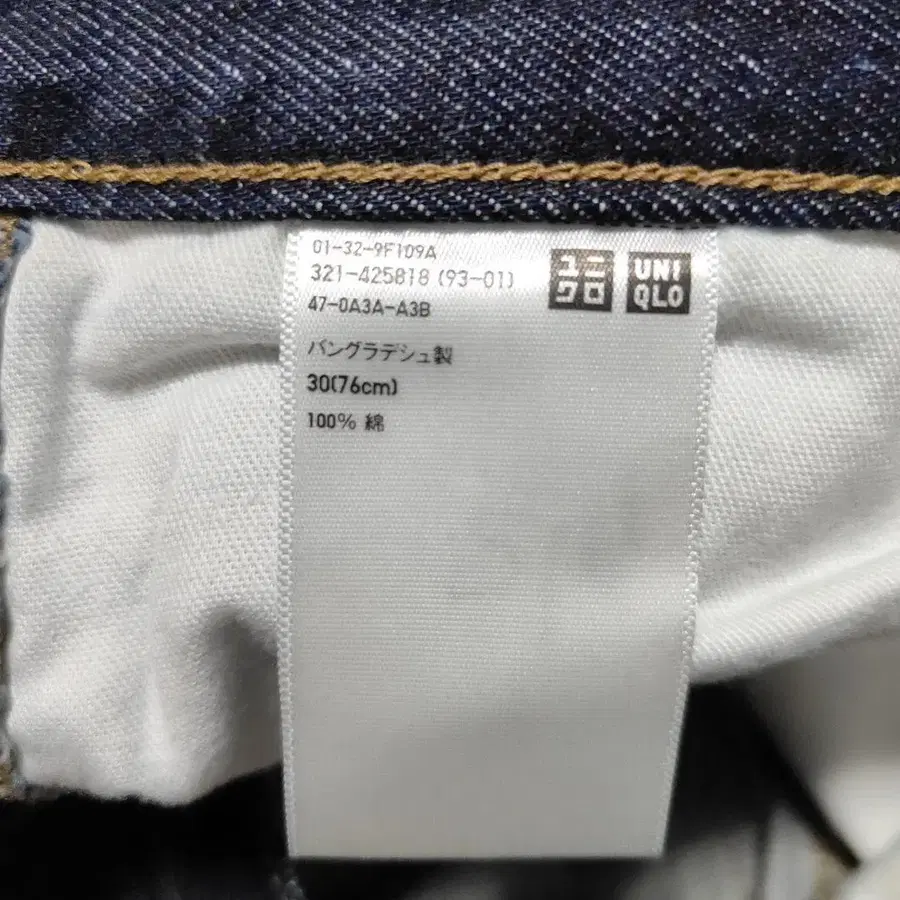 01-32-9F109A
321-425818 (93-01)
47-0A3A-A3B
バングラデシュ製
30(76cm)
100% 綿
ユニ
クロ
UNI
QLO